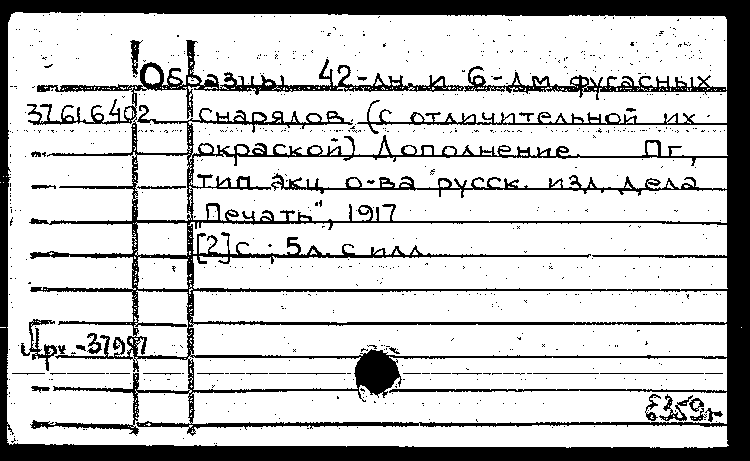 Образцы 42-лн. и 6-дм. фугасных
37.61.6402. снарядов (с отличительной их
окраской) Дополнение. Пг.,
тип. акц. о-ва русск. изд. дела
"Печать", 1917
[2] с.; 5 л. с илл.
-37987